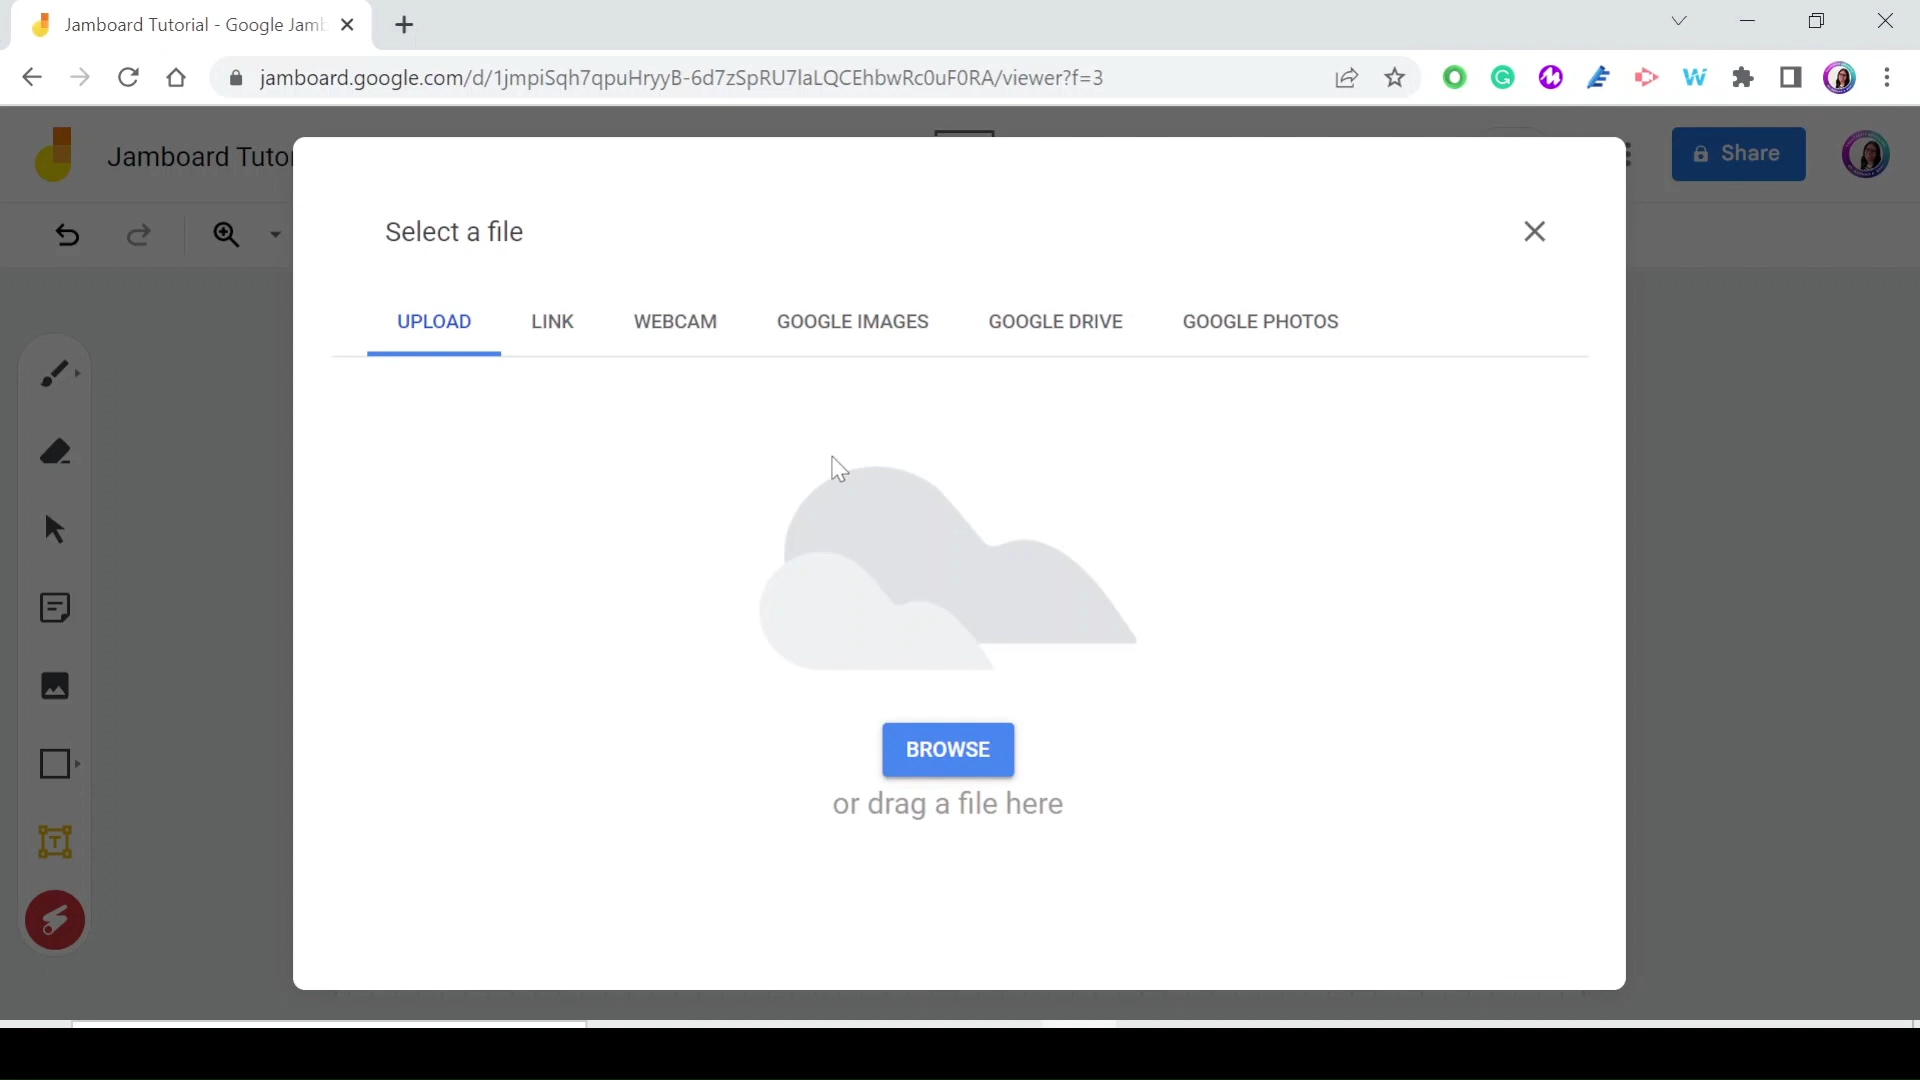 Jamboard Tutorial - Google Jamb
jamboard.google.com/d/1jmpiSqh7qpuHryyB-6d7zSpRU7laLQCEhbwRc0uF0RA/viewer?f=3
Jamboard Tutor
Share
Select a file
UPLOAD LINK WEBCAM GOOGLE IMAGES GOOGLE DRIVE GOOGLE PHOTOS
BROWSE
or drag a file here